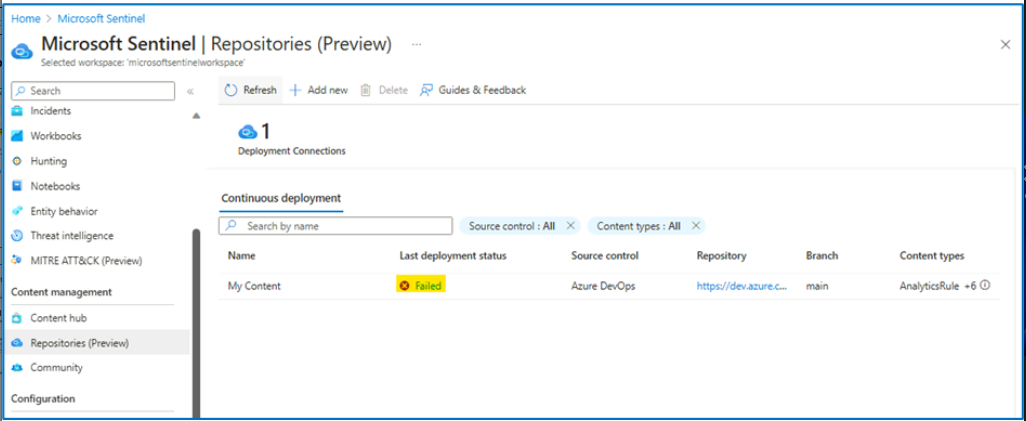 Home > Microsoft Sentinel
Microsoft Sentinel | Repositories (Preview) ...
Selected workspace: 'microsoftsentinelworkspace'
Search
Incidents
Workbooks
Hunting
Notebooks
Entity behavior
Threat intelligence
MITRE ATT&CK (Preview)
Content management
Content hub
Repositories (Preview)
Community
Configuration
Refresh Add new Delete Guides & Feedback
1
Deployment Connections
Continuous deployment
Search by name Source control : All Content types : All
Name Last deployment status Source control Repository Branch Content types
My Content Failed Azure DevOps https://dev.azure.c... main AnalyticsRule +6